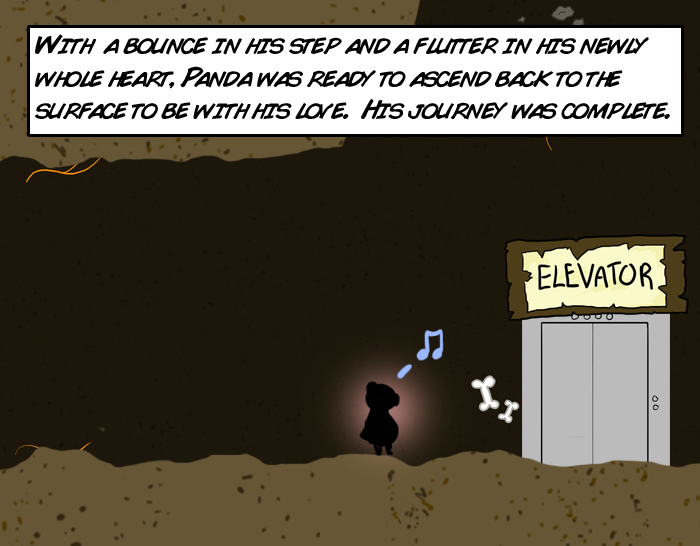 With a bounce in his step and a flutter in his newly
whole heart, Panda was ready to ascend back to the
surface to be with his love. His journey was complete.
ELEVATOR